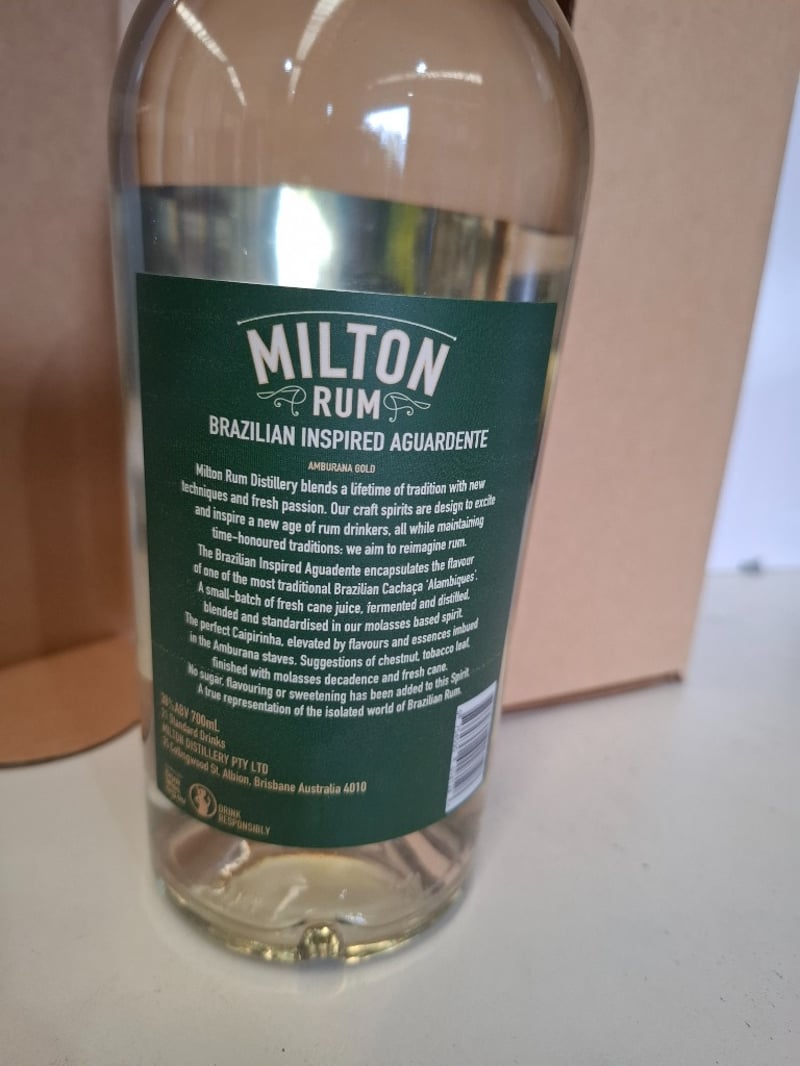 MILTON
RUM
BRAZILIAN INSPIRED AGUARDENTE
AMBURANA GOLD
Milton Rum Distillery blends a lifetime of tradition with new
techniques and fresh passion. Our craft spirits are design to excite
and inspire a new age of rum drinkers, all while maintaining
time-honoured traditions: we aim to reimagine rum.
The Brazilian Inspired Aguadente encapsulates the flavour
of one of the most traditional Brazilian Cachaça 'Alambiques'.
A small-batch of fresh cane juice, fermented and distilled,
blended and standardised in our molasses based spirit.
The perfect Caipirinha, elevated by flavours and essences imbued
in the Amburana staves. Suggestions of chestnut, tobacco leaf,
finished with molasses decadence and fresh cane.
No sugar, flavouring or sweetening has been added to this Spirit.
A true representation of the isolated world of Brazilian Rum.
38% ABV 700mL
21 Standard Drinks
MILTON DISTILLERY PTY LTD
Collingwood St, Albion, Brisbane Australia 4010
DRINK
RESPONSIBLY